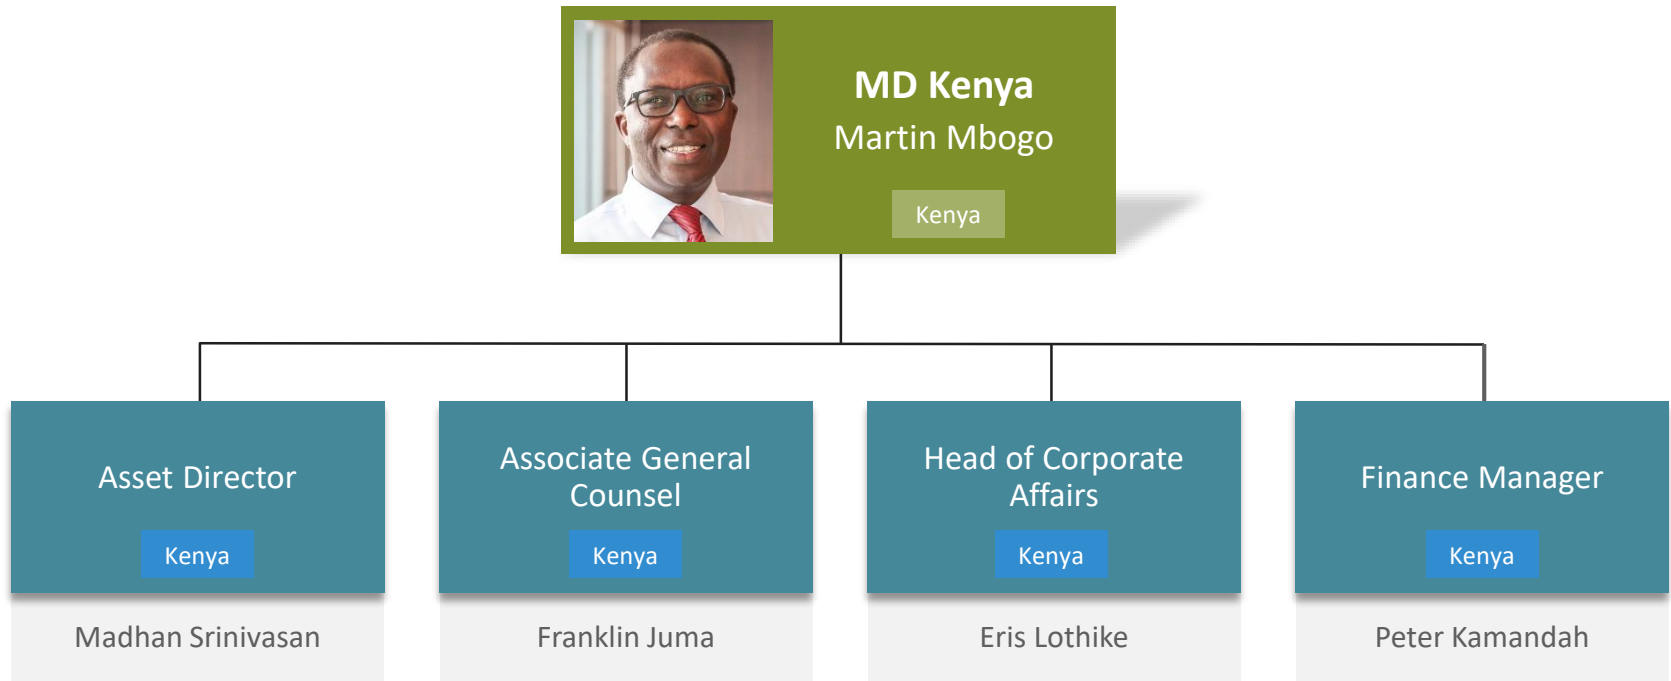 MD Kenya
Martin Mbogo
Kenya
Asset Director
Kenya
Madhan Srinivasan
Associate General
Counsel
Kenya
Franklin Juma
Head of Corporate
Affairs
Kenya
Eris Lothike
Finance Manager
Kenya
Peter Kamandah